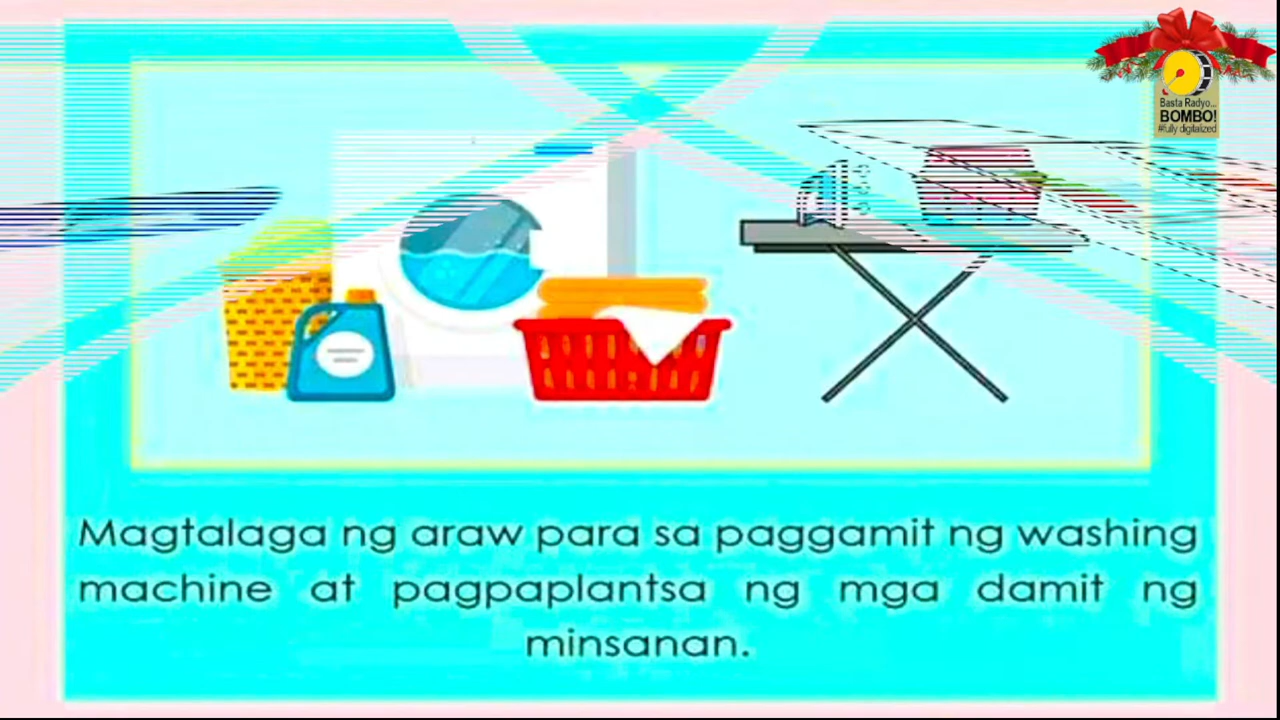 Basta Radyo...
BOMBO!
#fully digitalized
Magtalaga ng araw para sa paggamit ng washing
machine at pagpaplantsa ng mga damit ng
minsanan.